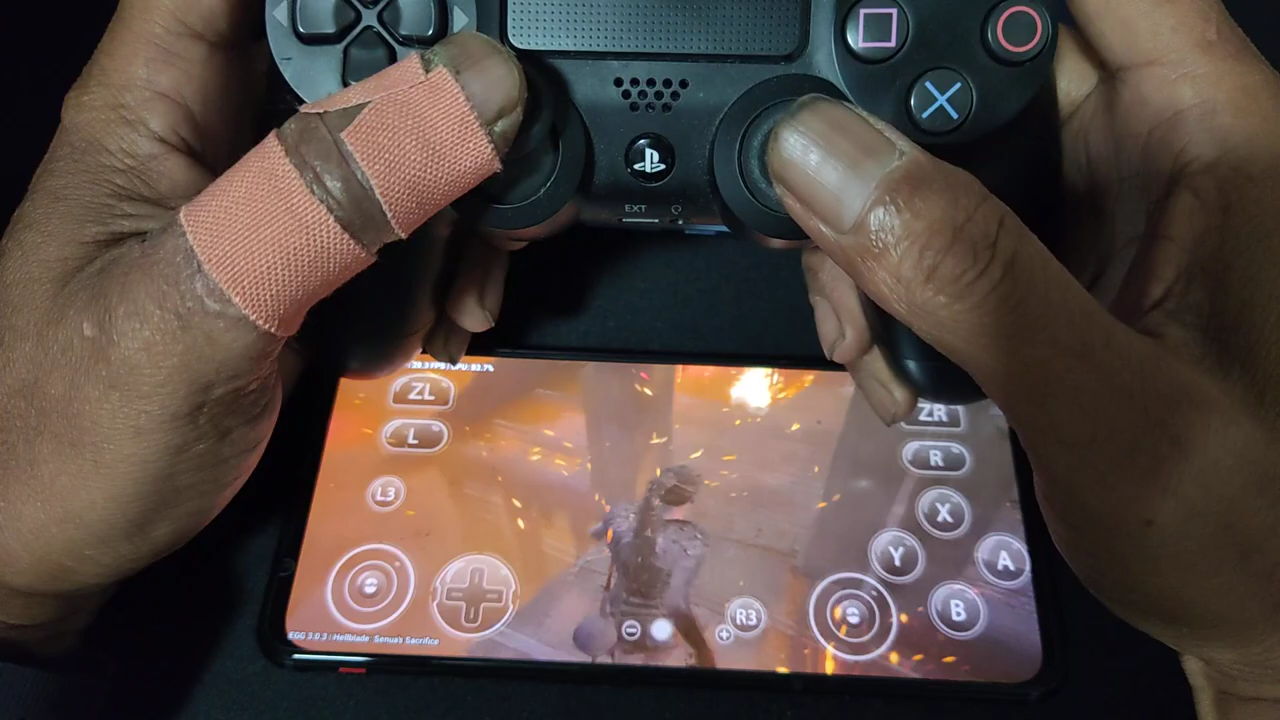 EXT
ZL
L
L3
ZR
R
X
Y
A
B
R3
EGG 3.0.3 | Hellblade: Senua's Sacrifice